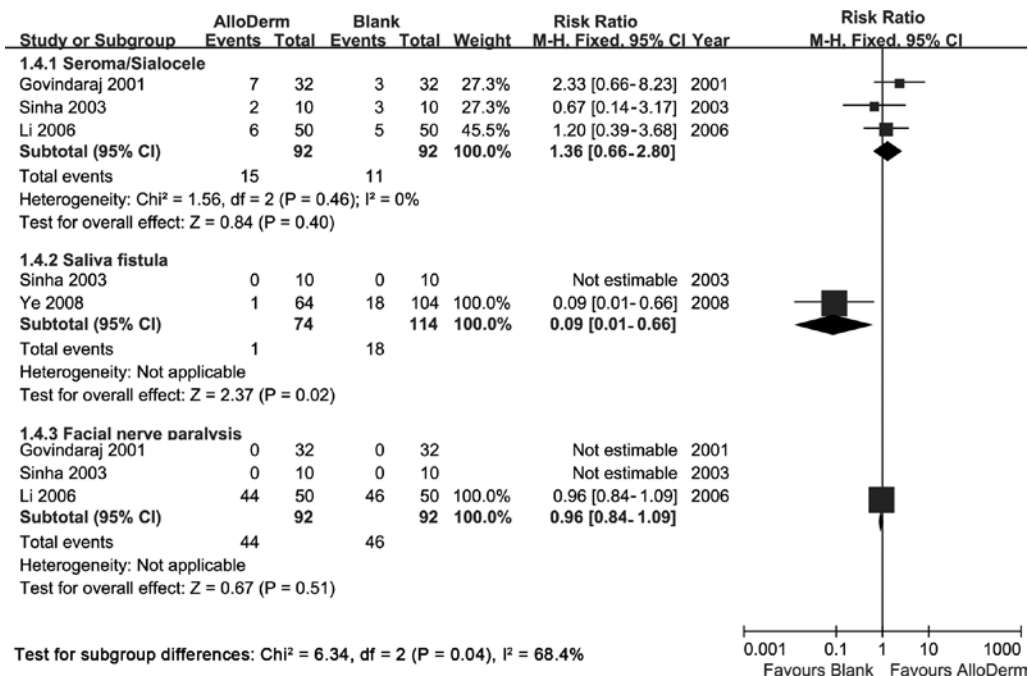 AlloDerm Blank Risk Ratio Risk Ratio
Study or Subgroup Events Total Events Total Weight M-H, Fixed, 95% CI Year M-H, Fixed, 95% CI
1.4.1 Seroma/Sialocele
Govindaraj 2001 7 32 3 32 27.3% 2.33 [0.66-8.23] 2001
Sinha 2003 2 10 3 10 27.3% 0.67 [0.14-3.17] 2003
Li 2006 6 50 5 50 45.5% 1.20 [0.39-3.68] 2006
Subtotal (95% CI) 92 92 100.0% 1.36 [0.66-2.80]
Total events 15 11
Heterogeneity: Chi² = 1.56, df = 2 (P = 0.46); I² = 0%
Test for overall effect: Z = 0.84 (P = 0.40)
1.4.2 Saliva fistula
Sinha 2003 0 10 0 10 Not estimable 2003
Ye 2008 1 64 18 104 100.0% 0.09 [0.01-0.66] 2008
Subtotal (95% CI) 74 114 100.0% 0.09 [0.01-0.66]
Total events 1 18
Heterogeneity: Not applicable
Test for overall effect: Z = 2.37 (P = 0.02)
1.4.3 Facial nerve paralysis
Govindaraj 2001 0 32 0 32 Not estimable 2001
Sinha 2003 0 10 0 10 Not estimable 2003
Li 2006 44 50 46 50 100.0% 0.96 [0.84-1.09] 2006
Subtotal (95% CI) 92 92 100.0% 0.96 [0.84-1.09]
Total events 44 46
Heterogeneity: Not applicable
Test for overall effect: Z = 0.67 (P = 0.51)
Test for subgroup differences: Chi² = 6.34, df = 2 (P = 0.04), I² = 68.4%
0.001 0.1 1 10 1000
Favours Blank Favours AlloDerm